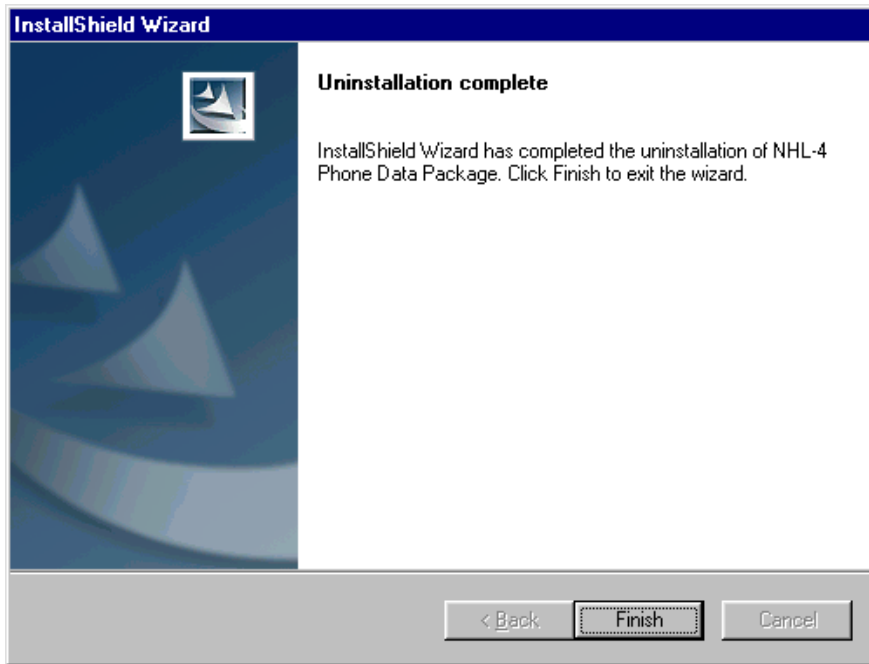 InstallShield Wizard
Uninstallation complete
InstallShield Wizard has completed the uninstallation of NHL-4
Phone Data Package. Click Finish to exit the wizard.
< Back
Finish
Cancel